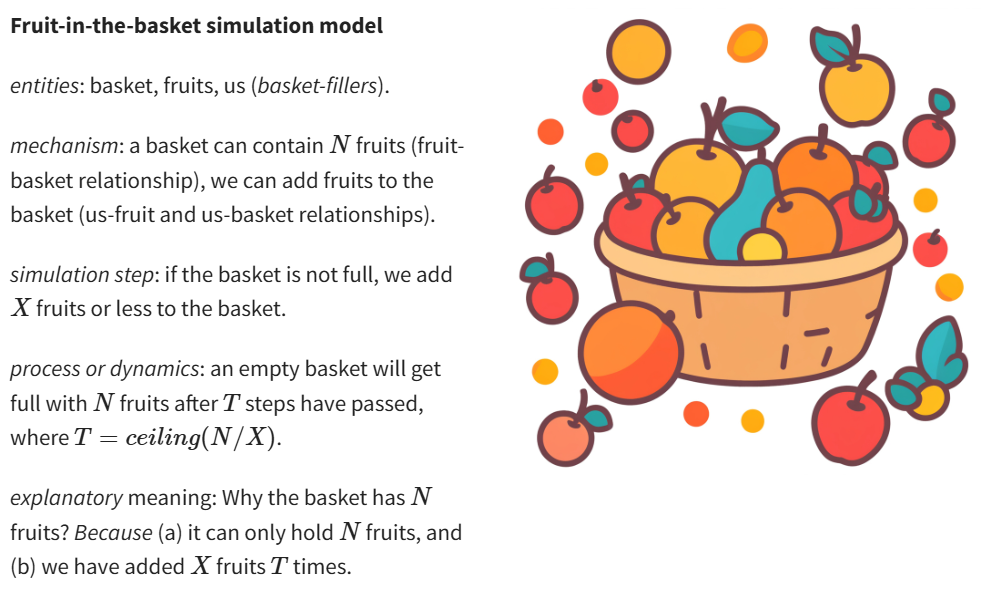 Fruit-in-the-basket simulation model
entities: basket, fruits, us (basket-fillers).
mechanism: a basket can contain N fruits (fruit-
basket relationship), we can add fruits to the
basket (us-fruit and us-basket relationships).
simulation step: if the basket is not full, we add
X fruits or less to the basket.
process or dynamics: an empty basket will get
full with N fruits after T steps have passed,
where T = ceiling(N/X).
explanatory meaning: Why the basket has N
fruits? Because (a) it can only hold N fruits, and
(b) we have added X fruits T times.